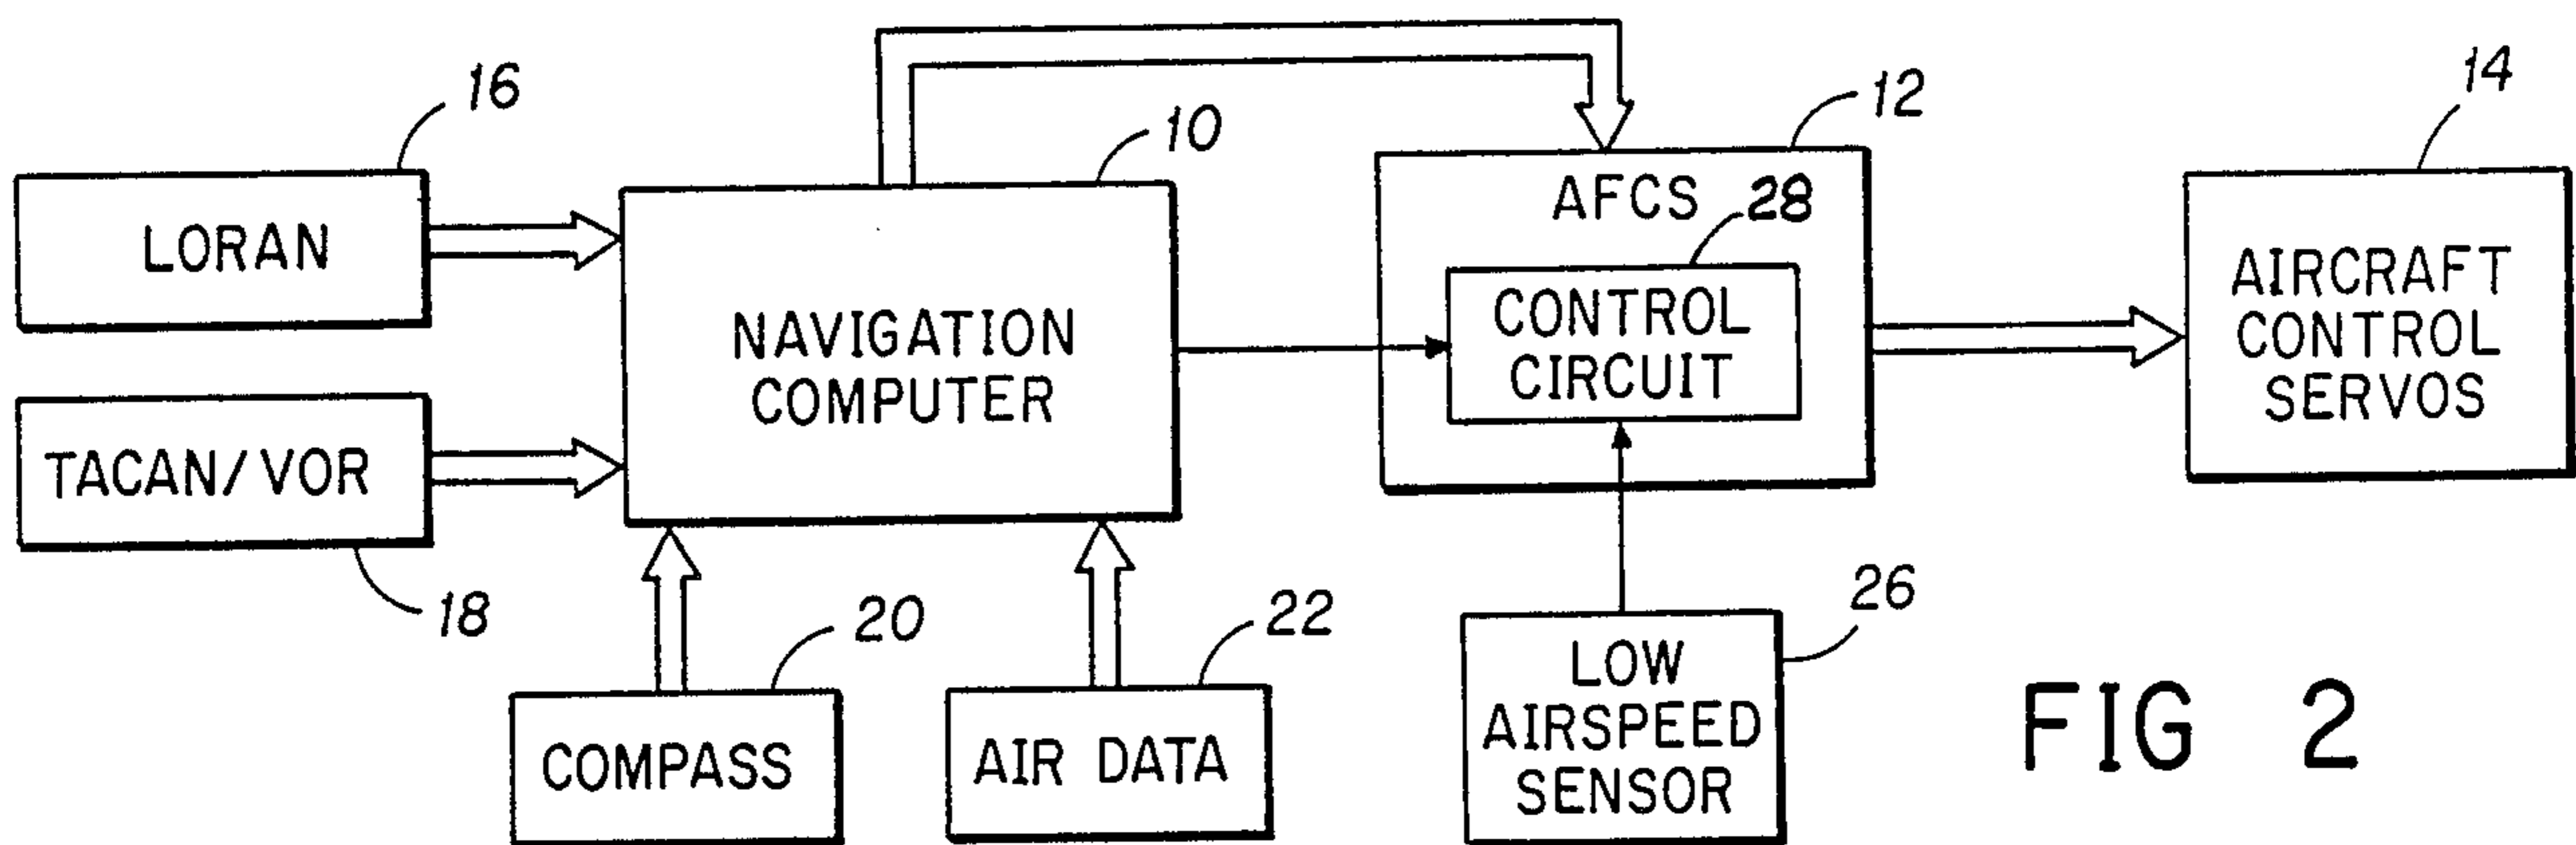 16
LORAN
TACAN/VOR
18
10
NAVIGATION
COMPUTER
20
COMPASS
22
AIR DATA
12
AFCS
28
CONTROL
CIRCUIT
26
LOW
AIRSPEED
SENSOR
14
AIRCRAFT
CONTROL
SERVOS
FIG 2